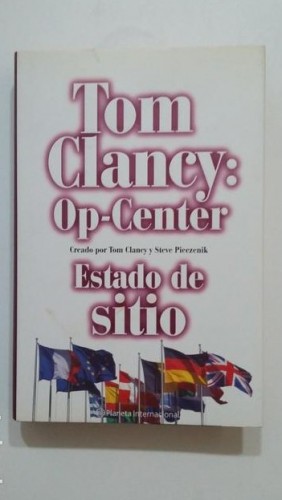 Tom
Clancy:
Op-Center
Creado por Tom Clancy y Steve Pieczenik
Estado de
sitio
Planeta Internacional